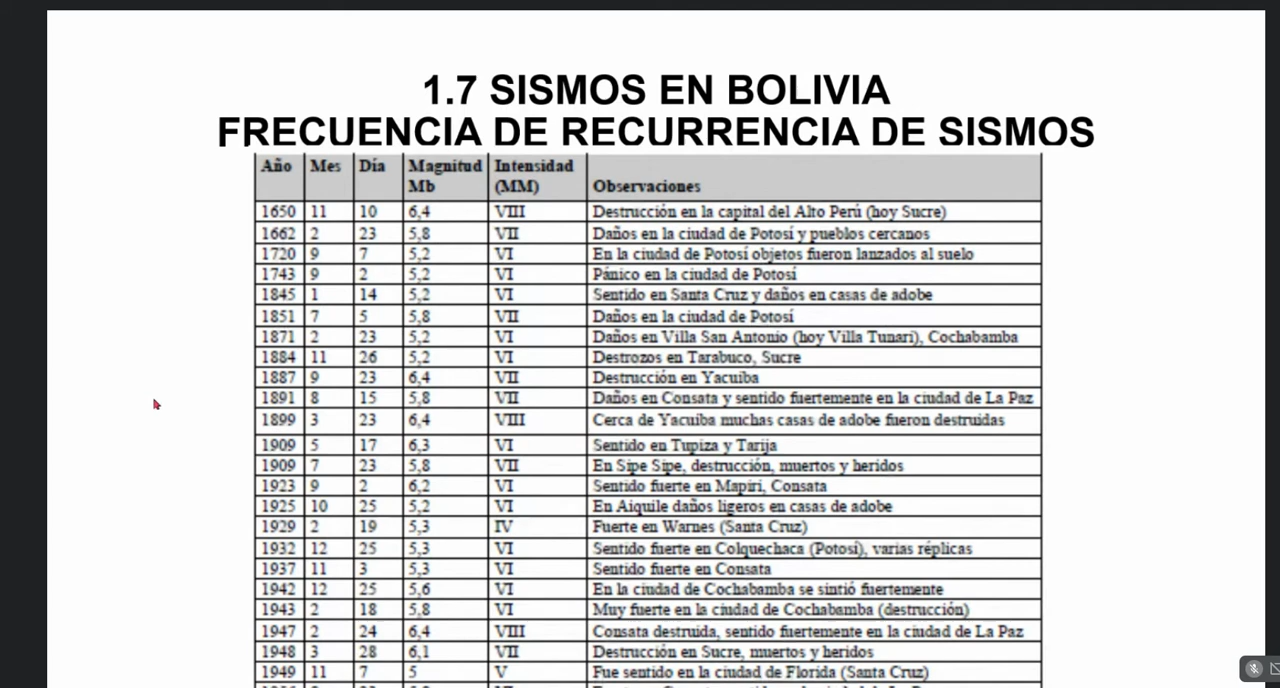 1.7 SISMOS EN BOLIVIA
FRECUENCIA DE RECURRENCIA DE SISMOS
Año Mes Día Magnitud Mb Intensidad (MM) Observaciones
1650 11 10 6,4 VIII Destrucción en la capital del Alto Perú (hoy Sucre)
1662 2 23 5,8 VII Daños en la ciudad de Potosí y pueblos cercanos
1720 9 7 5,2 VI En la ciudad de Potosí objetos fueron lanzados al suelo
1743 9 2 5,2 VI Pánico en la ciudad de Potosí
1845 1 14 5,2 VI Sentido en Santa Cruz y daños en casas de adobe
1851 7 5 5,8 VII Daños en la ciudad de Potosí
1871 2 23 5,2 VI Daños en Villa San Antonio (hoy Villa Tunari), Cochabamba
1884 11 26 5,2 VI Destrozos en Tarabuco, Sucre
1887 9 23 6,4 VII Destrucción en Yacuiba
1891 8 15 5,8 VII Daños en Consata y sentido fuertemente en la ciudad de La Paz
1899 3 23 6,4 VIII Cerca de Yacuiba muchas casas de adobe fueron destruidas
1909 5 17 6,3 VI Sentido en Tupiza y Tarija
1909 7 23 5,8 VII En Sipe Sipe, destrucción, muertos y heridos
1923 9 2 6,2 VI Sentido fuerte en Mapiri, Consata
1925 10 25 5,2 VI En Aiquile daños ligeros en casas de adobe
1929 2 19 5,3 IV Fuerte en Warnes (Santa Cruz)
1932 12 25 5,3 VI Sentido fuerte en Colquechaca (Potosí), varias réplicas
1937 11 3 5,3 VI Sentido fuerte en Consata
1942 12 25 5,6 VI En la ciudad de Cochabamba se sintió fuertemente
1943 2 18 5,8 VI Muy fuerte en la ciudad de Cochabamba (destrucción)
1947 2 24 6,4 VIII Consata destruida, sentido fuertemente en la ciudad de La Paz
1948 3 28 6,1 VII Destrucción en Sucre, muertos y heridos
1949 11 7 5 V Fue sentido en la ciudad de Florida (Santa Cruz)